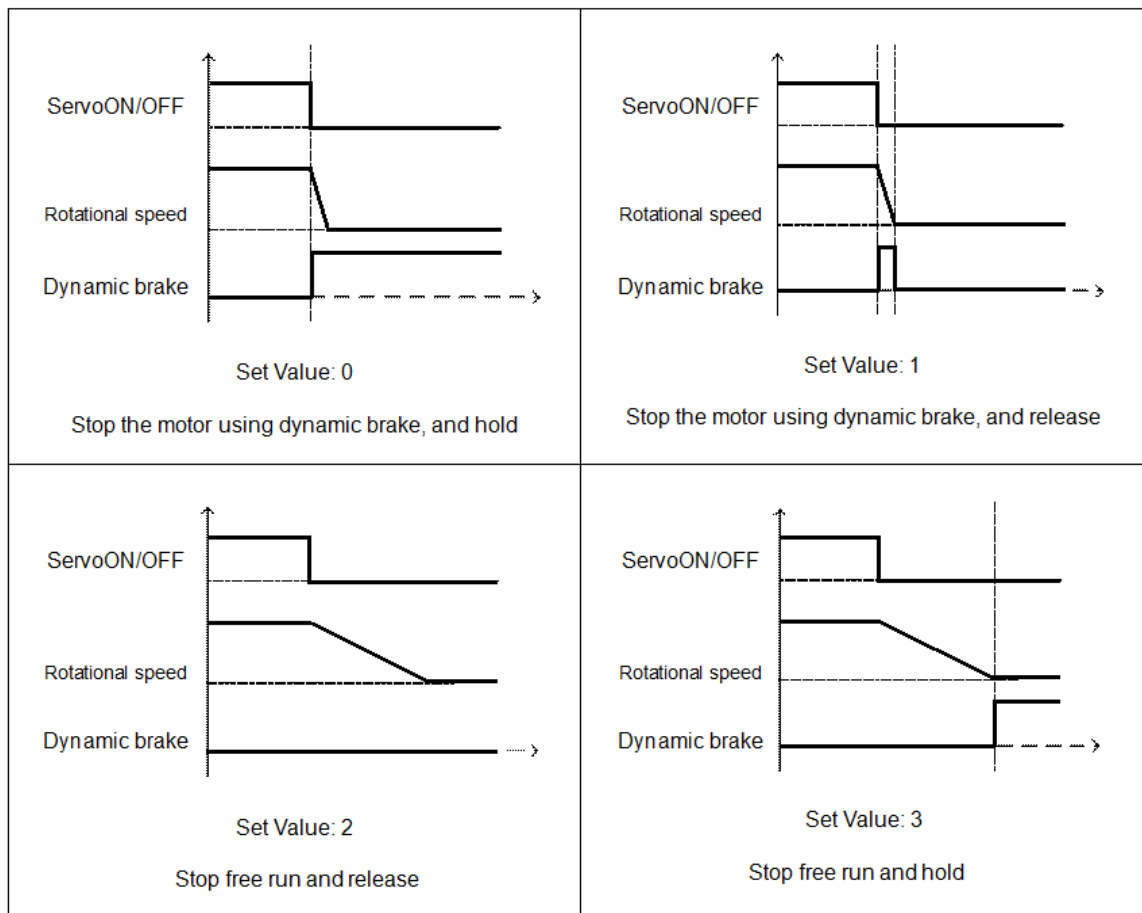 ServoON/OFF
Rotational speed
Dynamic brake
Set Value: 0
Stop the motor using dynamic brake, and hold
ServoON/OFF
Rotational speed
Dynamic brake
Set Value: 1
Stop the motor using dynamic brake, and release
ServoON/OFF
Rotational speed
Dynamic brake
Set Value: 2
Stop free run and release
ServoON/OFF
Rotational speed
Dynamic brake
Set Value: 3
Stop free run and hold